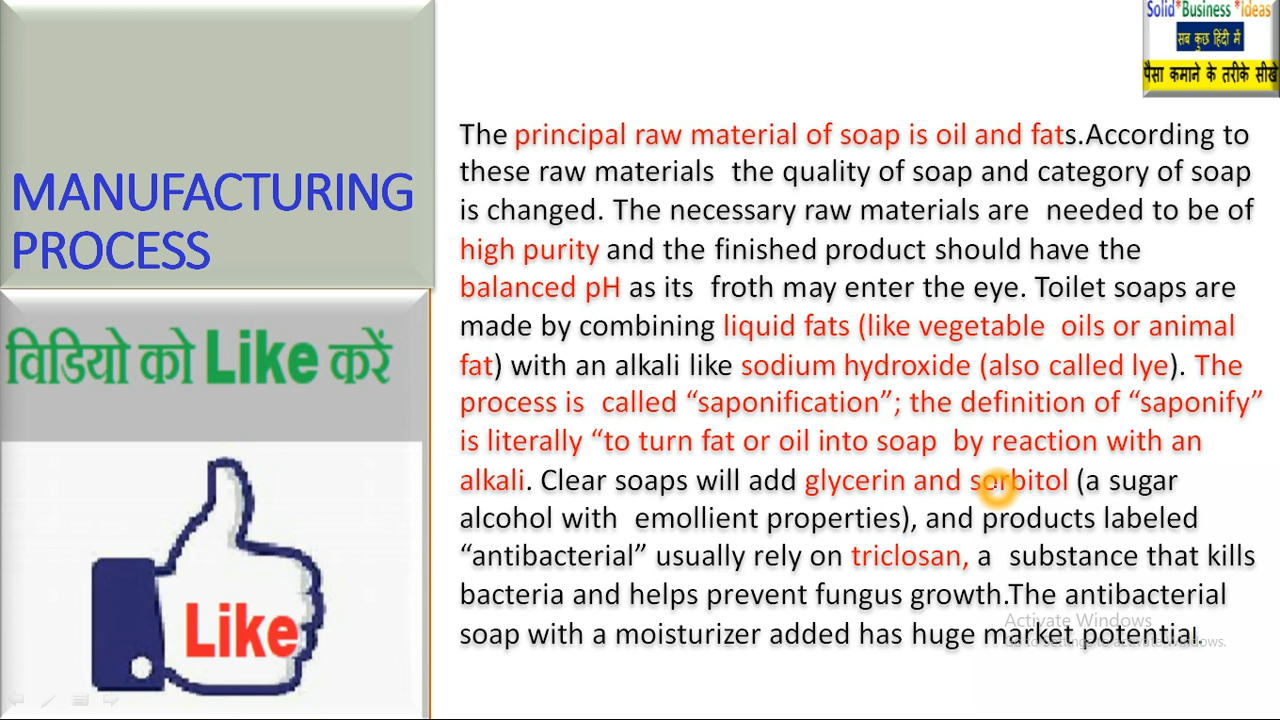 Solid*Business *Ideas
सब कुछ हिंदी में
पैसा कमाने के तरीके सीखे
MANUFACTURING
PROCESS
विडियो को Like करें
Like
The principal raw material of soap is oil and fats.According to
these raw materials the quality of soap and category of soap
is changed. The necessary raw materials are needed to be of
high purity and the finished product should have the
balanced pH as its froth may enter the eye. Toilet soaps are
made by combining liquid fats (like vegetable oils or animal
fat) with an alkali like sodium hydroxide (also called lye). The
process is called “saponification”; the definition of “saponify”
is literally “to turn fat or oil into soap by reaction with an
alkali. Clear soaps will add glycerin and sorbitol (a sugar
alcohol with emollient properties), and products labeled
“antibacterial” usually rely on triclosan, a substance that kills
bacteria and helps prevent fungus growth.The antibacterial
soap with a moisturizer added has huge market potential.
Activate Windows